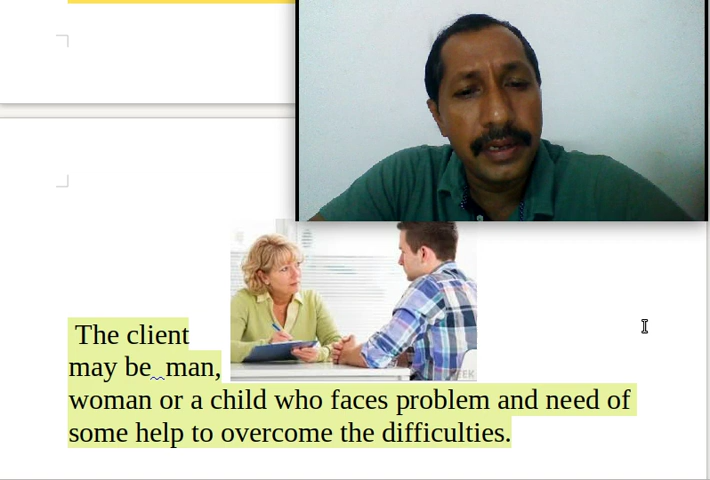 The client
may be man,
woman or a child who faces problem and need of
some help to overcome the difficulties.